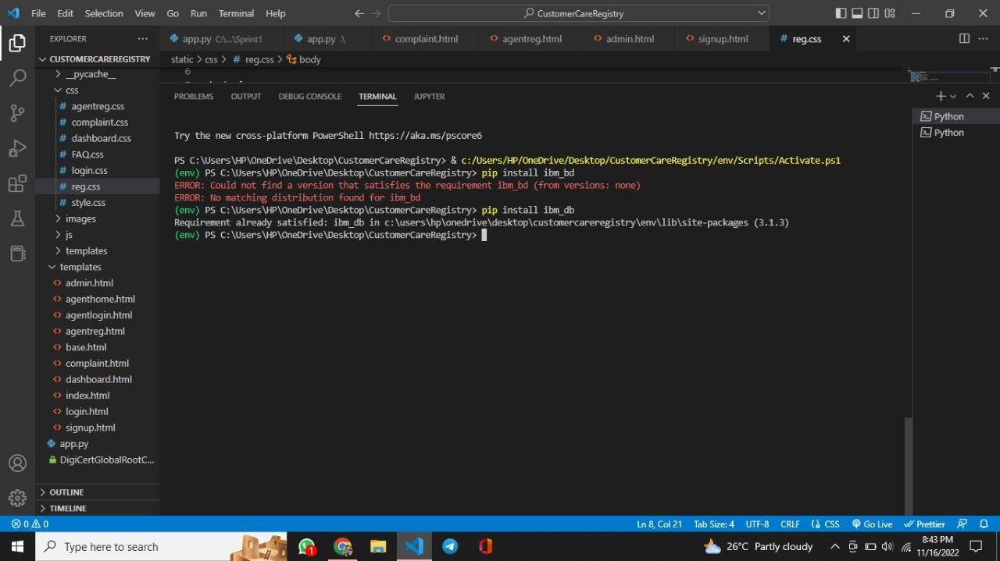 File Edit Selection View Go Run Terminal Help
CustomerCareRegistry
EXPLORER
app.py C:\...\Sprint1
app.py .\
complaint.html
agentreg.html
admin.html
signup.html
reg.css
CUSTOMERCAREREGISTRY
static > css > # reg.css > body
__pycache__
css
agentreg.css
complaint.css
dashboard.css
FAQ.css
login.css
reg.css
style.css
images
js
templates
templates
admin.html
agenthome.html
agentlogin.html
agentreg.html
base.html
complaint.html
dashboard.html
index.html
login.html
signup.html
app.py
DigiCertGlobalRootC...
OUTLINE
TIMELINE
6
PROBLEMS OUTPUT DEBUG CONSOLE TERMINAL JUPYTER
Python
Python
Try the new cross-platform PowerShell https://aka.ms/pscore6
PS C:\Users\HP\OneDrive\Desktop\CustomerCareRegistry> & c:/Users/HP/OneDrive/Desktop/CustomerCareRegistry/env/Scripts/Activate.ps1
(env) PS C:\Users\HP\OneDrive\Desktop\CustomerCareRegistry> pip install ibm_bd
ERROR: Could not find a version that satisfies the requirement ibm_bd (from versions: none)
ERROR: No matching distribution found for ibm_bd
(env) PS C:\Users\HP\OneDrive\Desktop\CustomerCareRegistry> pip install ibm_db
Requirement already satisfied: ibm_db in c:\users\hp\onedrive\desktop\customercareregistry\env\lib\site-packages (3.1.3)
(env) PS C:\Users\HP\OneDrive\Desktop\CustomerCareRegistry>
0 0
Ln 8, Col 21 Tab Size: 4 UTF-8 CRLF CSS Go Live Prettier
Type here to search
1
26°C Partly cloudy
8:43 PM
11/16/2022